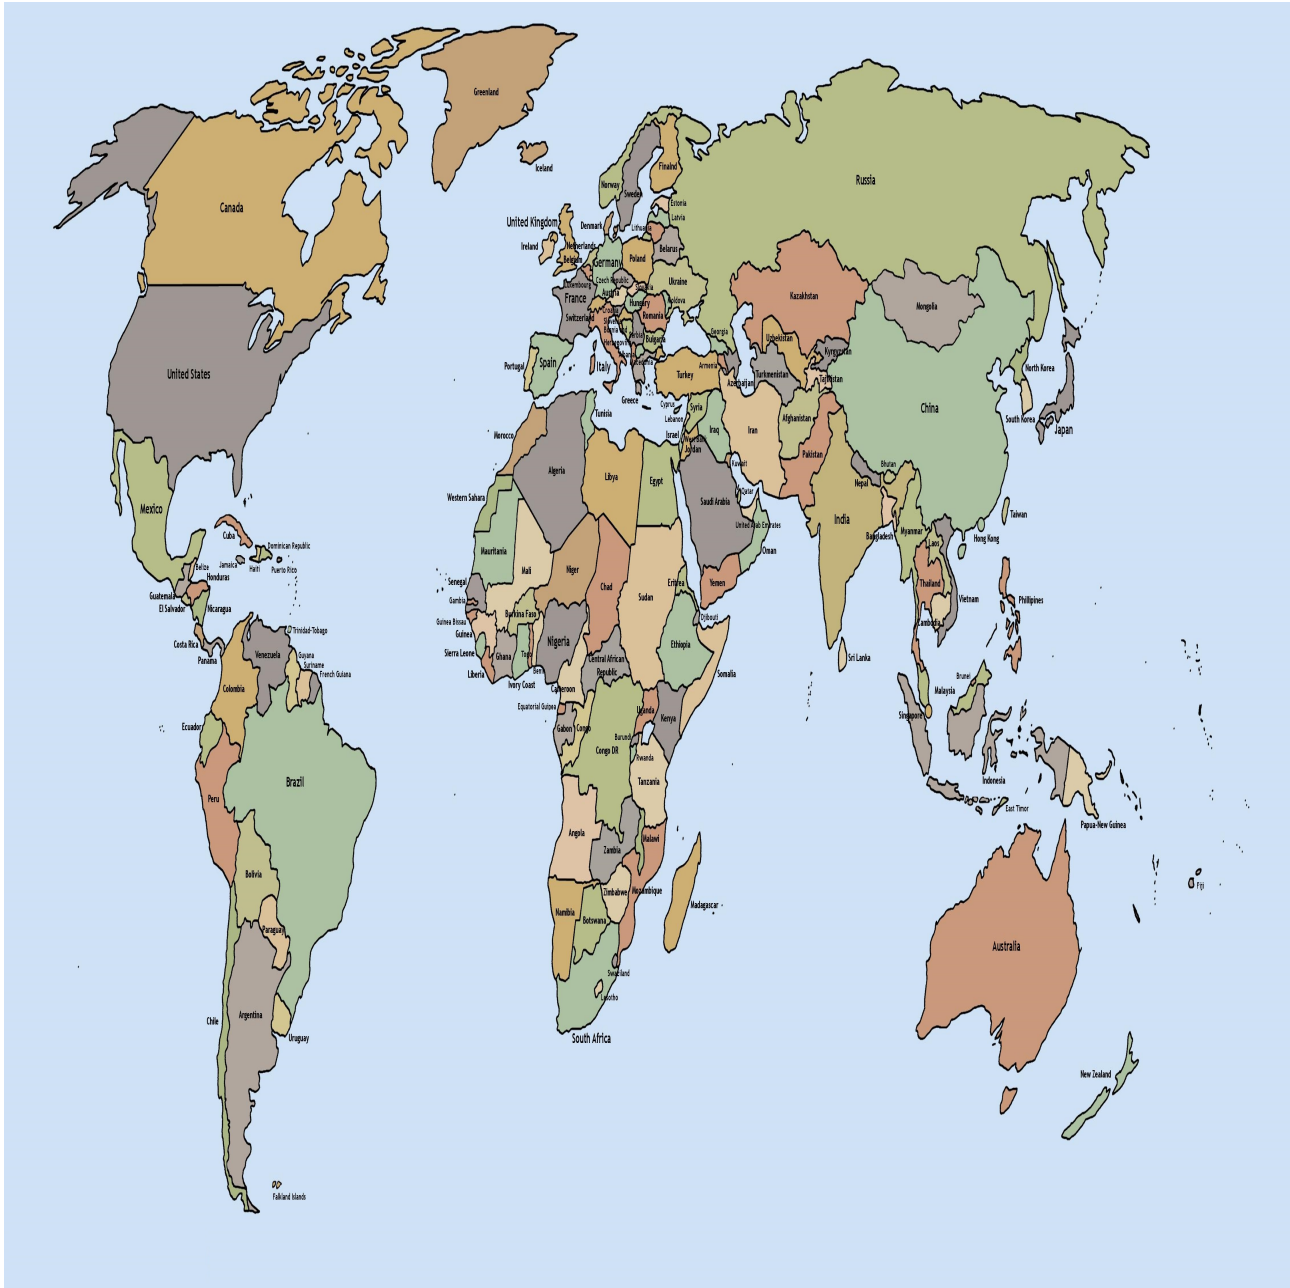 Greenland
Iceland
Canada
United States
Mexico
Cuba
Dominican Republic
Jamaica
Haiti
Puerto Rico
Belize
Honduras
Guatemala
El Salvador
Nicaragua
Costa Rica
Panama
Trinidad-Tobago
Venezuela
Guyana
Suriname
French Guiana
Colombia
Ecuador
Peru
Brazil
Bolivia
Paraguay
Chile
Argentina
Uruguay
Falkland Islands
Norway
Sweden
Finalnd
Estonia
Latvia
Lithuania
Denmark
United Kingdom
Ireland
Netherlands
Belgium
Germany
Poland
Belarus
Ukraine
Czech Republic
Luxembourg
Austria
Hungary
Moldova
France
Switzerland
Romania
Croatia
Bosnia and
Herzegovina
Serbia
Bulgaria
Portugal
Spain
Italy
Greece
Turkey
Cyprus
Georgia
Armenia
Azerbaijan
Russia
Kazakhstan
Mongolia
Uzbekistan
Kyrgyzstan
Turkmenistan
Tajikistan
Afghanistan
China
North Korea
South Korea
Japan
Syria
Lebanon
Israel
West Bank
Jordan
Iraq
Iran
Kuwait
Qatar
Saudi Arabia
United Arab Emirates
Oman
Yemen
Pakistan
India
Nepal
Bhutan
Bangladesh
Sri Lanka
Myanmar
Laos
Thailand
Cambodia
Vietnam
Taiwan
Hong Kong
Phillipines
Brunei
Malaysia
Singapore
Indonesia
East Timor
Papua-New Guinea
Fiji
Australia
New Zealand
Morocco
Tunisia
Algeria
Libya
Egypt
Western Sahara
Mauritania
Mali
Niger
Chad
Sudan
Eritrea
Djibouti
Ethiopia
Somalia
Senegal
Gambia
Guinea Bissau
Guinea
Sierra Leone
Liberia
Ivory Coast
Burkina Faso
Ghana
Togo
Benin
Nigeria
Cameroon
Central African
Republic
Equatorial Guinea
Gabon
Congo
Congo DR
Uganda
Kenya
Burundi
Rwanda
Tanzania
Angola
Zambia
Malawi
Mozambique
Zimbabwe
Namibia
Botswana
Madagascar
Swaziland
Lesotho
South Africa